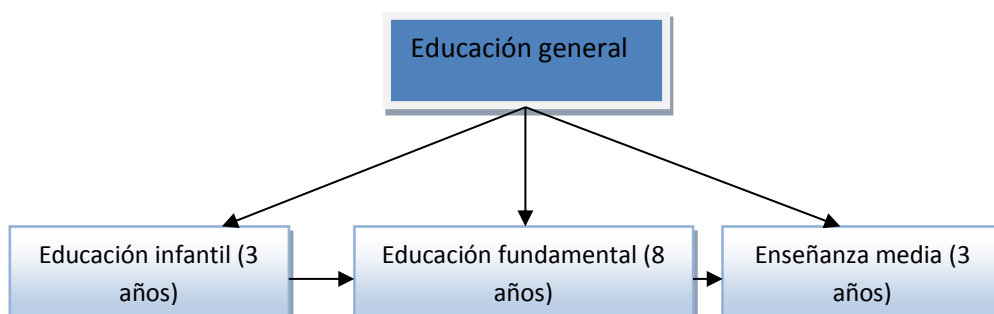 Educación general
Educación infantil (3
años)
Educación fundamental (8
años)
Enseñanza media (3
años)